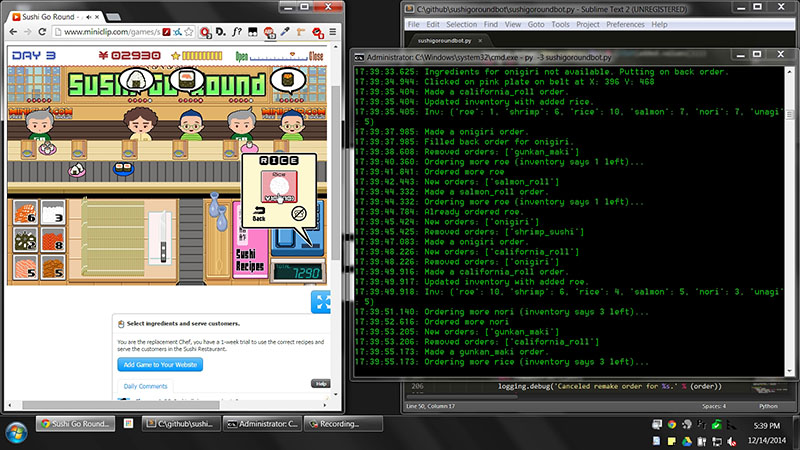 Sushi Go Round -
www.miniclip.com/games/s
DAY 3
¥ 02930
Open
Close
Sushi Go Round
RICE
Back
6
3
6
8
5
5
Sushi
Recipes
TOTAL
7290
Select ingredients and serve customers.
You are the replacement Chef, you have a 1-week trial to use the correct recipes and
serve the customers in the Sushi Restaurant.
Add Game to Your Website
Help
Daily Comments
C:\github\sushigoroundbot\sushigoroundbot.py - Sublime Text 2 (UNREGISTERED)
File Edit Selection Find View Goto Tools Project Preferences Help
sushigoroundbot.py
Administrator: C:\Windows\system32\cmd.exe - py -3 sushigoroundbot.py
17:39:33.625: Ingredients for onigiri not available. Putting on back order.
17:39:34.944: Clicked on pink plate on belt at X: 396 Y: 468
17:39:35.404: Made a california_roll order.
17:39:35.404: Updated inventory with added rice.
17:39:35.405: Inv: {'roe': 1, 'shrimp': 6, 'rice': 10, 'salmon': 7, 'nori': 7, 'unagi'
: 5}
17:39:37.985: Made a onigiri order.
17:39:37.985: Filled back order for onigiri.
17:39:38.608: Removed orders: ['gunkan_maki']
17:39:40.360: Ordering more roe (inventory says 1 left)...
17:39:41.841: Ordered more roe
17:39:42.443: New orders: ['salmon_roll']
17:39:44.332: Made a salmon_roll order.
17:39:44.332: Ordering more roe (inventory says 1 left)...
17:39:44.784: Already ordered roe.
17:39:45.424: New orders: ['onigiri']
17:39:45.425: Removed orders: ['shrimp_sushi']
17:39:47.083: Made a onigiri order.
17:39:48.226: New orders: ['california_roll']
17:39:48.226: Removed orders: ['onigiri']
17:39:49.916: Made a california_roll order.
17:39:49.917: Updated inventory with added roe.
17:39:49.918: Inv: {'roe': 10, 'shrimp': 6, 'rice': 4, 'salmon': 5, 'nori': 3, 'unagi'
: 5}
17:39:51.140: Ordering more nori (inventory says 3 left)...
17:39:52.616: Ordered more nori
17:39:53.205: New orders: ['gunkan_maki']
17:39:53.206: Removed orders: ['california_roll']
17:39:55.173: Made a gunkan_maki order.
17:39:55.173: Ordering more rice (inventory says 3 left)...
206 logging.debug('Canceled remake order for %s.' % (order))
Line 50, Column 17
Spaces: 4
Python
Sushi Go Round...
C:\github\sushi...
Administrator: C...
Recording...
5:39 PM
12/14/2014